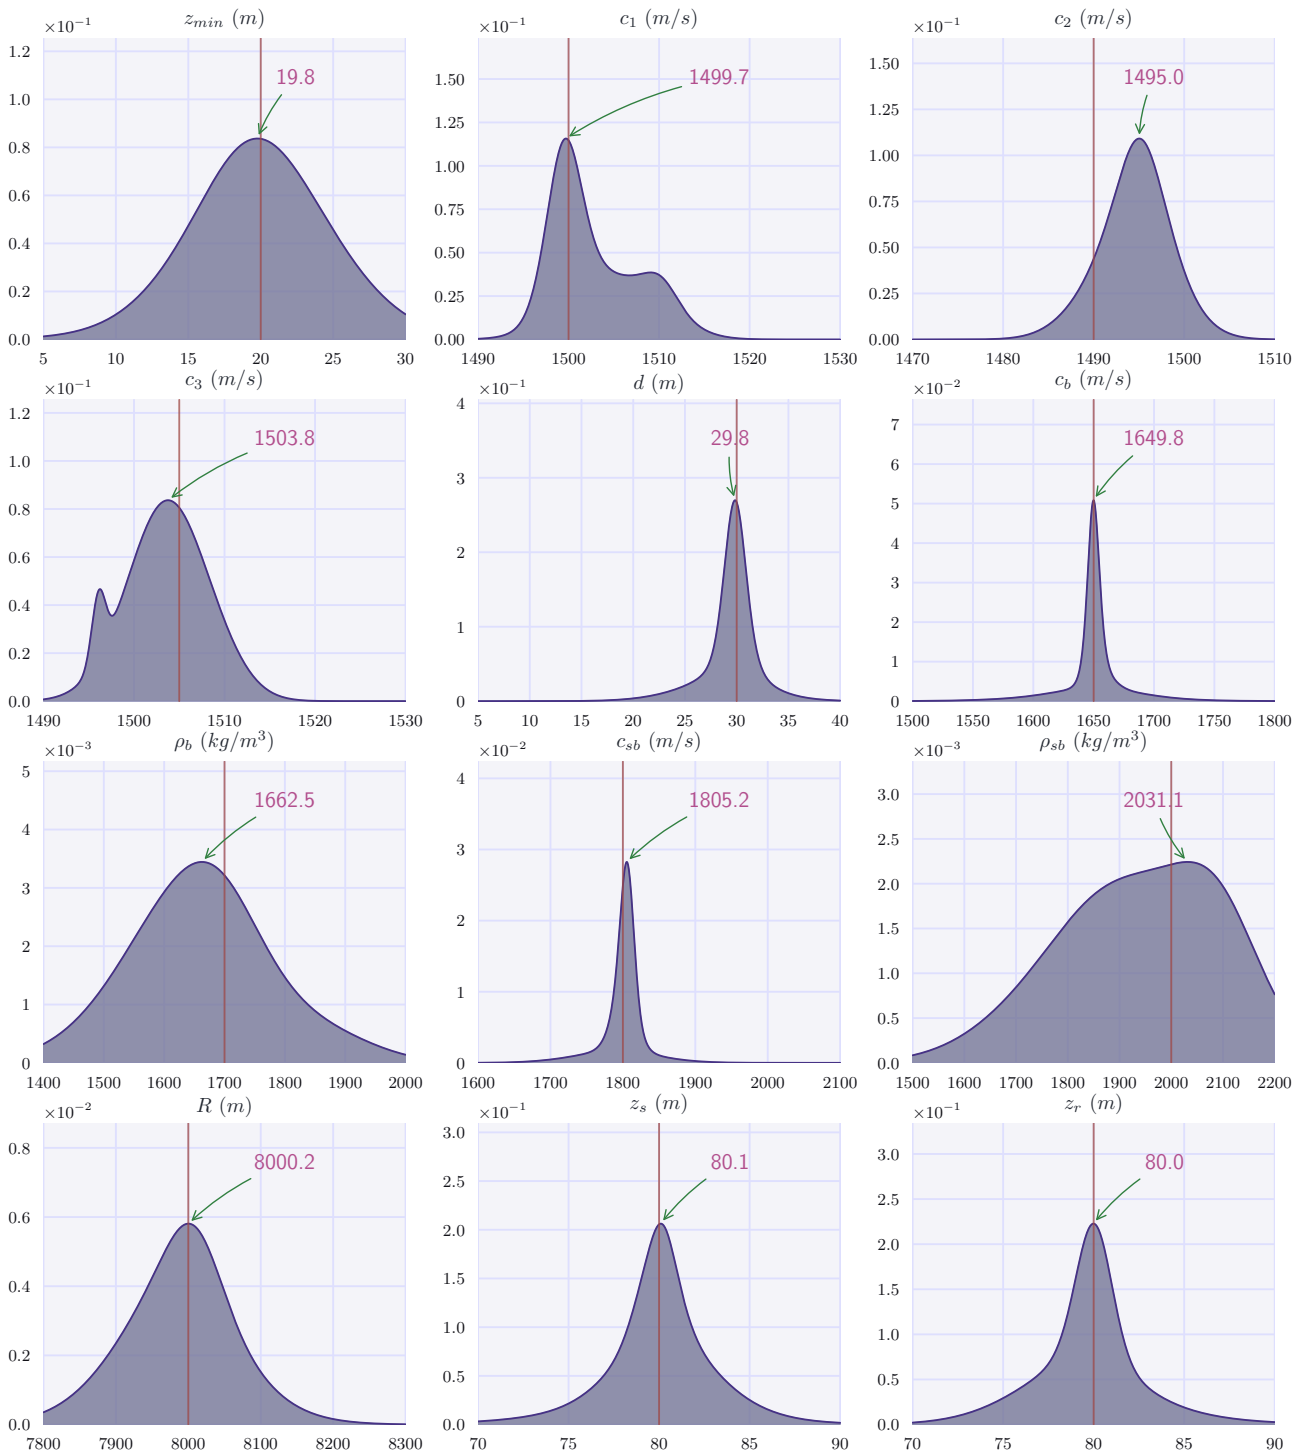 ×10⁻¹ z_min (m) ×10⁻¹ c₁ (m/s) ×10⁻¹ c₂ (m/s)
1.2 1.0 0.8 0.6 0.4 0.2 0.0
19.8
5 10 15 20 25 30
1.50 1.25 1.00 0.75 0.50 0.25 0.00
1499.7
1490 1500 1510 1520 1530
1.50 1.25 1.00 0.75 0.50 0.25 0.00
1495.0
1470 1480 1490 1500 1510
×10⁻¹ c₃ (m/s) ×10⁻¹ d (m) ×10⁻² c_b (m/s)
1.2 1.0 0.8 0.6 0.4 0.2 0.0
1503.8
1490 1500 1510 1520 1530
4 3 2 1 0
29.8
5 10 15 20 25 30 35 40
7 6 5 4 3 2 1 0
1649.8
1500 1550 1600 1650 1700 1750 1800
×10⁻³ ρ_b (kg/m³) ×10⁻² c_sb (m/s) ×10⁻³ ρ_sb (kg/m³)
5 4 3 2 1 0
1662.5
1400 1500 1600 1700 1800 1900 2000
4 3 2 1 0
1805.2
1600 1700 1800 1900 2000 2100
3.0 2.5 2.0 1.5 1.0 0.5 0.0
2031.1
1500 1600 1700 1800 1900 2000 2100 2200
×10⁻² R (m) ×10⁻¹ z_s (m) ×10⁻¹ z_r (m)
0.8 0.6 0.4 0.2 0.0
8000.2
7800 7900 8000 8100 8200 8300
3.0 2.5 2.0 1.5 1.0 0.5 0.0
80.1
70 75 80 85 90
3.0 2.5 2.0 1.5 1.0 0.5 0.0
80.0
70 75 80 85 90